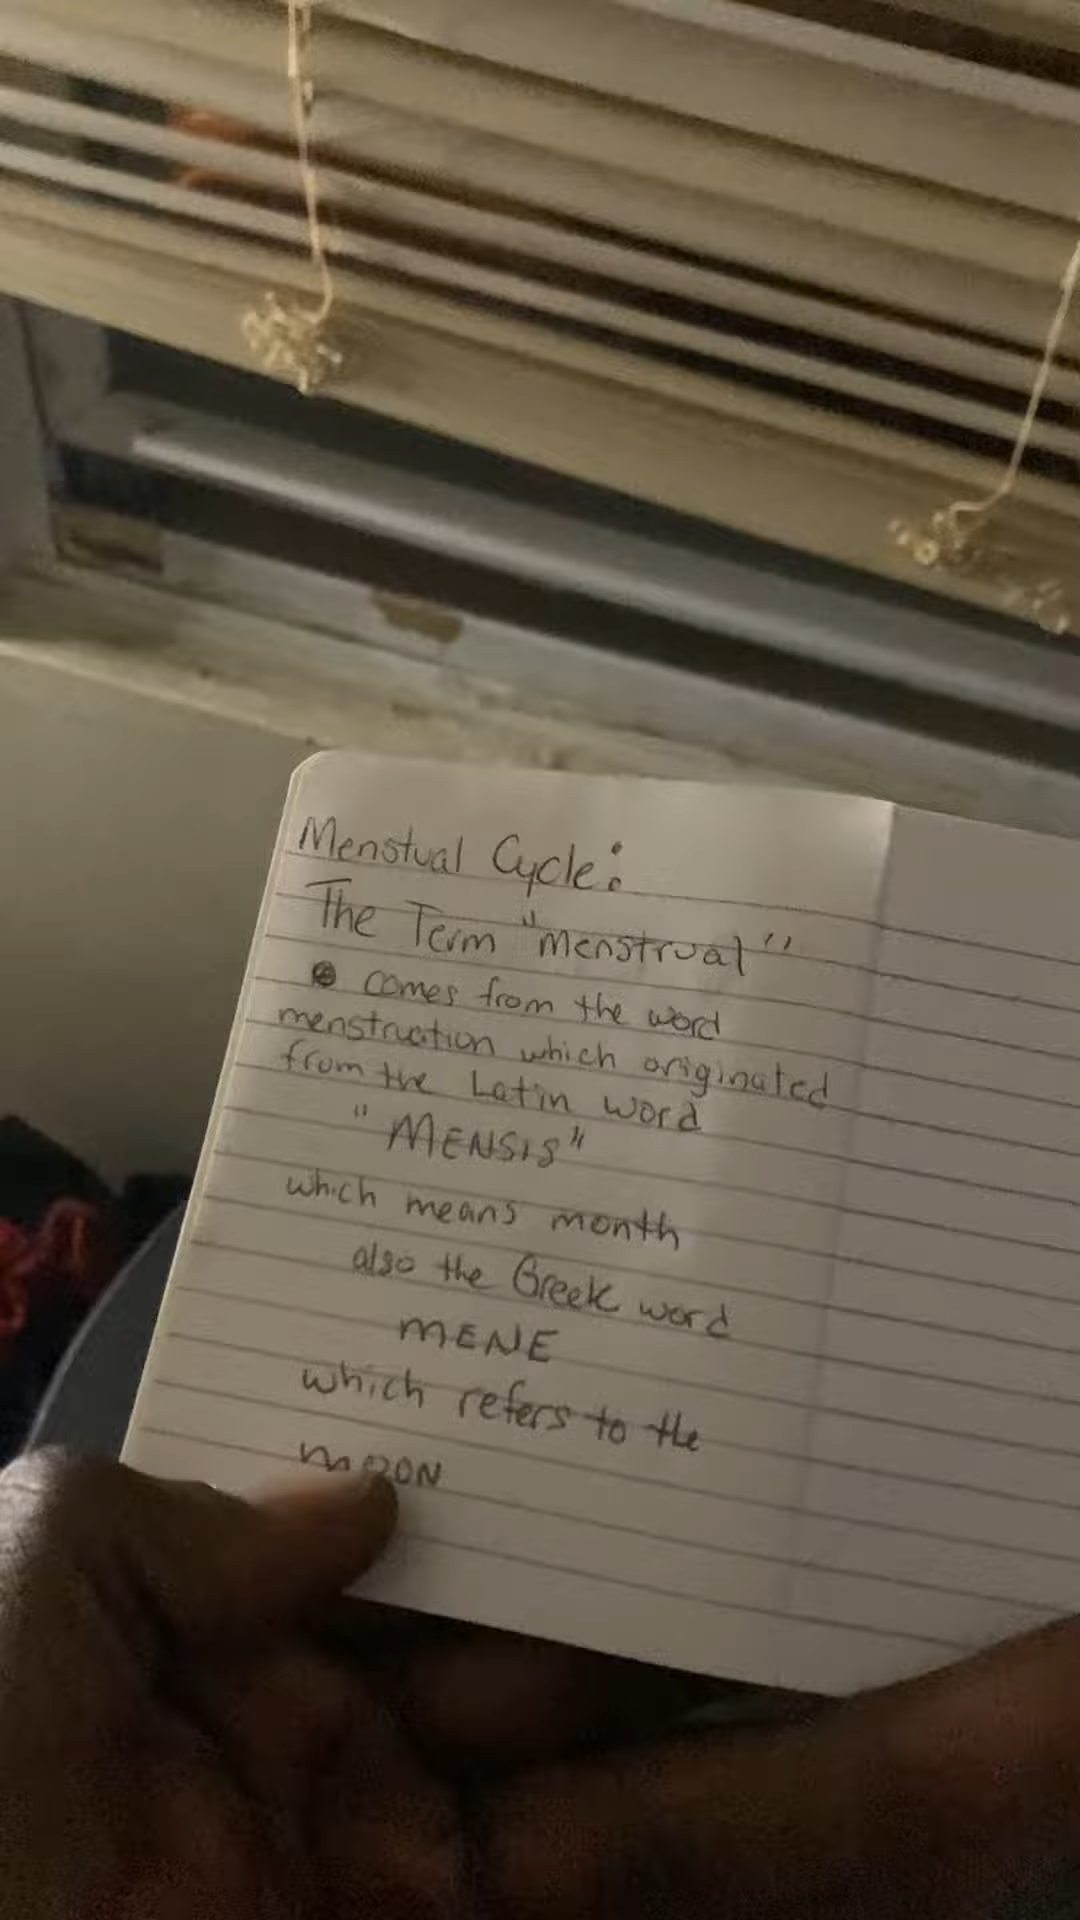 Menstual Cycle:
The Term "menstrual"
comes from the word
menstruation which originated
from the Latin word
"MENSIS"
which means month
also the Greek word
MENE
which refers to the
MOON